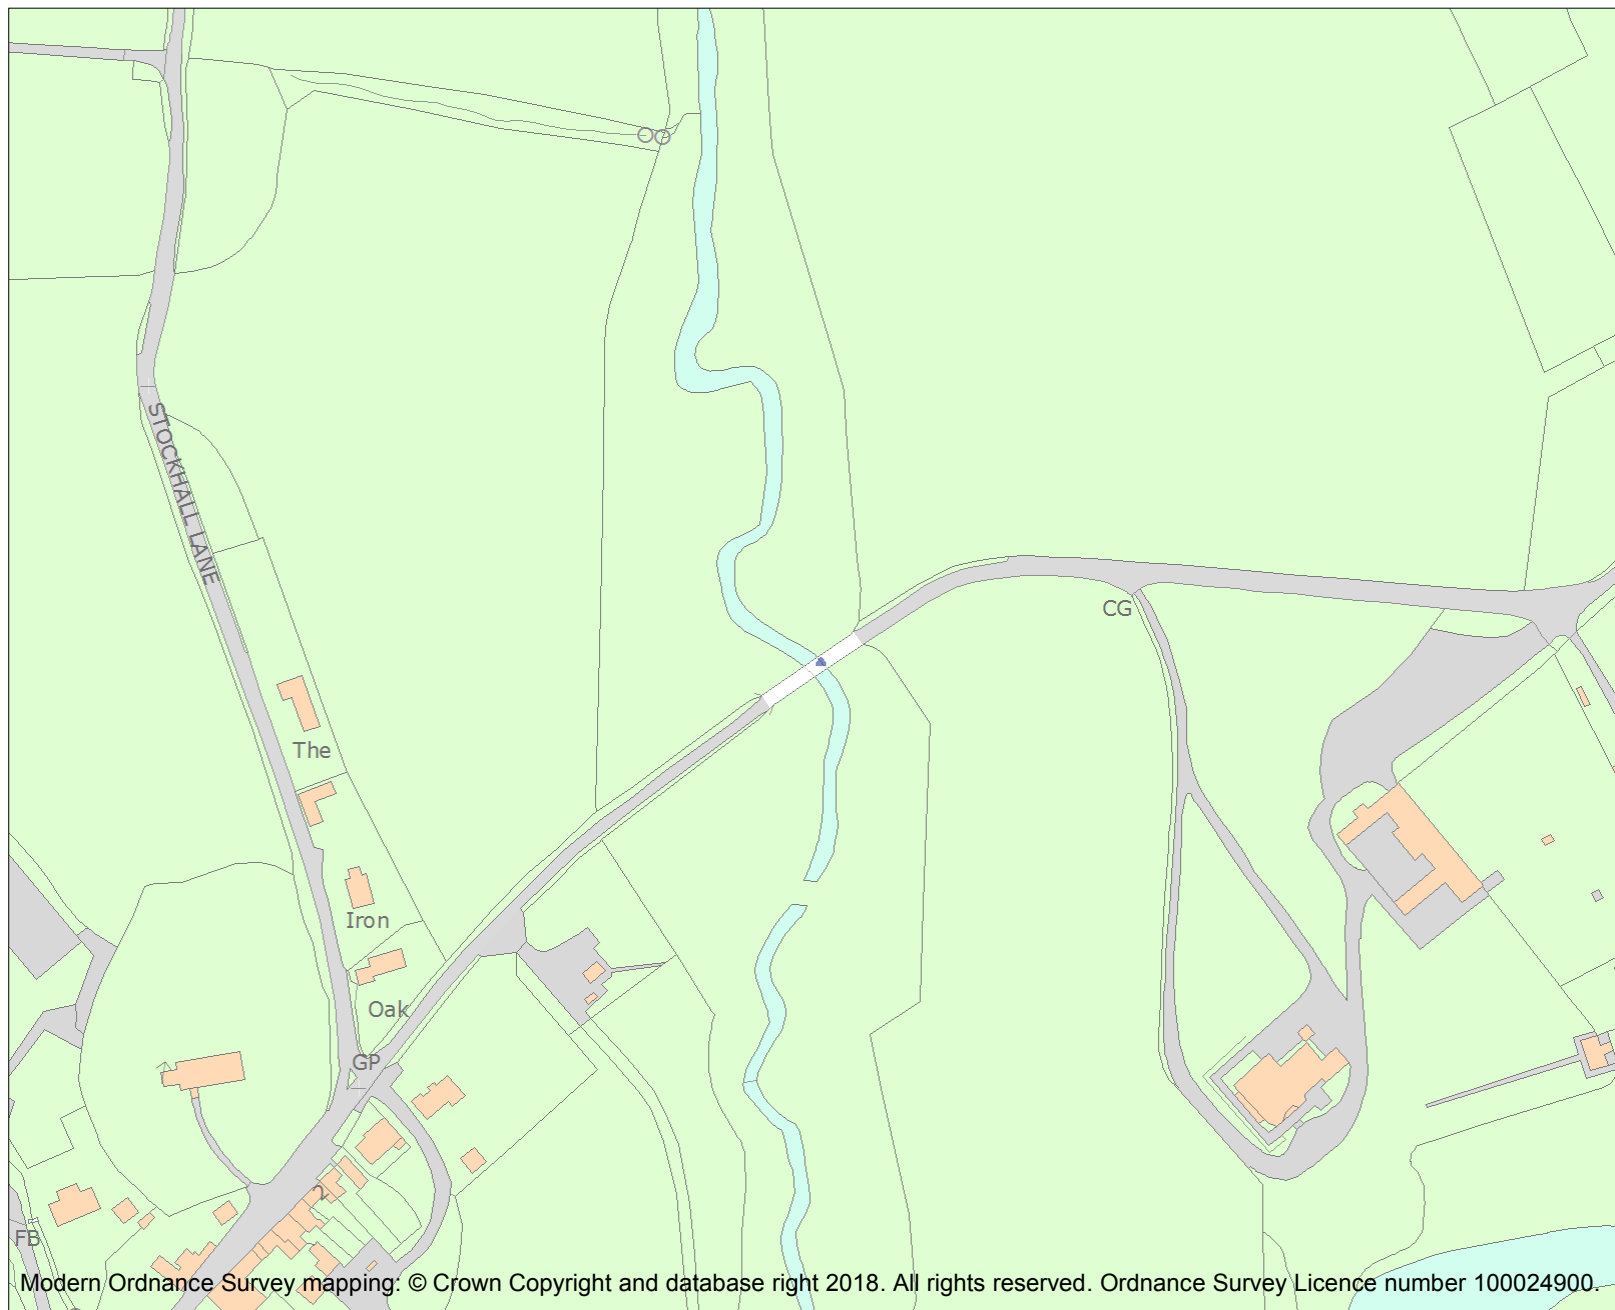 STOCKHALL LANE
CG
The
Iron
Oak
GP
2
FB
Modern Ordnance Survey mapping: © Crown Copyright and database right 2018. All rights reserved. Ordnance Survey Licence number 100024900.